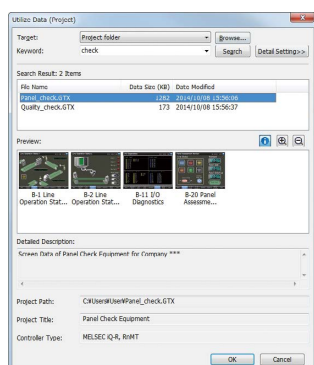 Utilize Data (Project)
Target: Project folder Browse...
Keyword: check Search Detail Setting>>
Search Result: 2 Items
File Name Data Size (KB) Date Modified
Panel_check.GTX 1282 2014/10/08 15:56:06
Quality_check.GTX 173 2014/10/08 15:56:37
Preview:
B-1 Line Operation Stat...
B-2 Line Operation Stat...
B-11 I/O Diagnostics
B-20 Panel Assessme...
Detailed Description:
Screen Data of Panel Check Equipment for Company ***
Project Path: C:¥Users¥User¥Panel_check.GTX
Project Title: Panel Check Equipment
Controller Type: MELSEC iQ-R, RnMT
OK Cancel